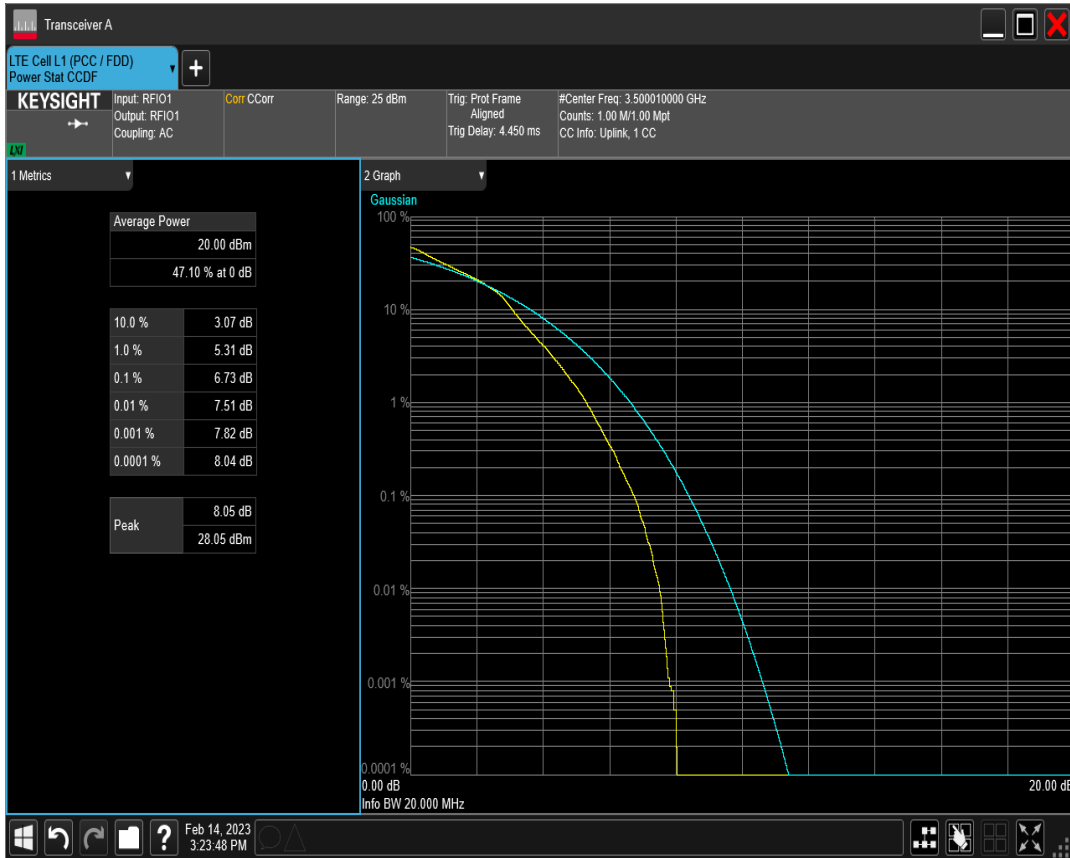 Transceiver A
LTE Cell L1 (PCC / FDD)
Power Stat CCDF
+
KEYSIGHT
LXI
Input: RFIO1
Output: RFIO1
Coupling: AC
Corr CCorr
Range: 25 dBm
Trig: Prot Frame
Aligned
Trig Delay: 4.450 ms
#Center Freq: 3.500010000 GHz
Counts: 1.00 M/1.00 Mpt
CC Info: Uplink, 1 CC
1 Metrics
Average Power
20.00 dBm
47.10 % at 0 dB
10.0 % 3.07 dB
1.0 % 5.31 dB
0.1 % 6.73 dB
0.01 % 7.51 dB
0.001 % 7.82 dB
0.0001 % 8.04 dB
Peak
8.05 dB
28.05 dBm
2 Graph
Gaussian
100 %
10 %
1 %
0.1 %
0.01 %
0.001 %
0.0001 %
0.00 dB 20.00 dB
Info BW 20.000 MHz
? Feb 14, 2023
3:23:48 PM